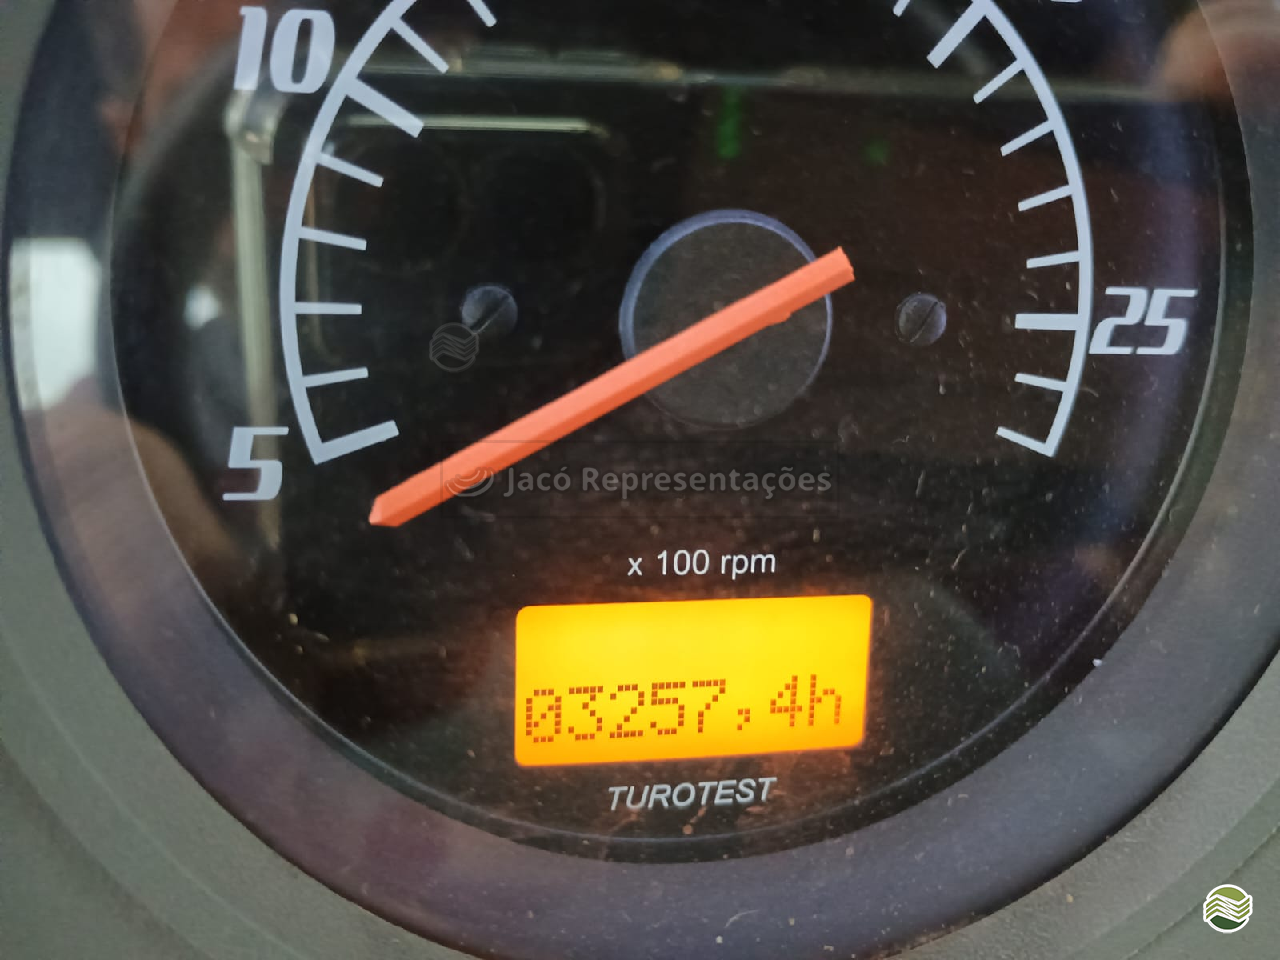 10
5
25
Jacó Representações
x 100 rpm
03257,4h
TUROTEST